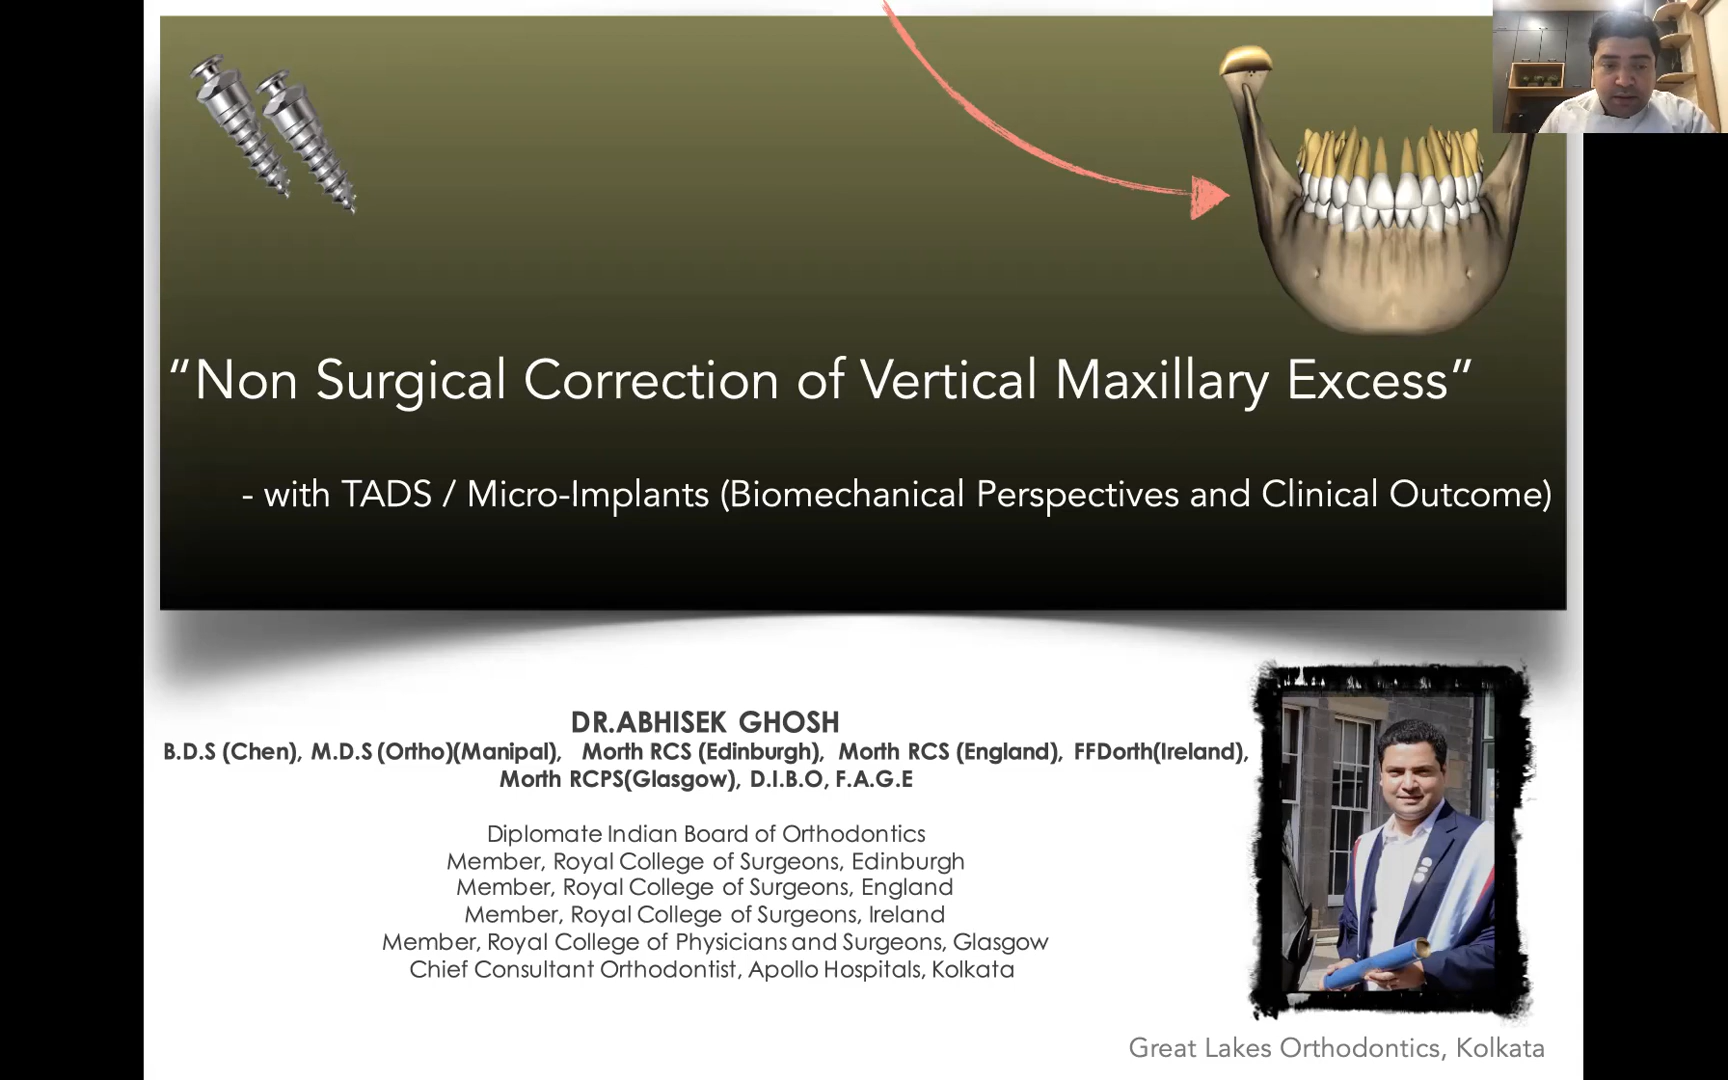 “Non Surgical Correction of Vertical Maxillary Excess”
- with TADS / Micro-Implants (Biomechanical Perspectives and Clinical Outcome)
DR.ABHISEK GHOSH
B.D.S (Chen), M.D.S (Ortho)(Manipal), Morth RCS (Edinburgh), Morth RCS (England), FFDorth(Ireland),
Morth RCPS(Glasgow), D.I.B.O, F.A.G.E
Diplomate Indian Board of Orthodontics
Member, Royal College of Surgeons, Edinburgh
Member, Royal College of Surgeons, England
Member, Royal College of Surgeons, Ireland
Member, Royal College of Physicians and Surgeons, Glasgow
Chief Consultant Orthodontist, Apollo Hospitals, Kolkata
Great Lakes Orthodontics, Kolkata